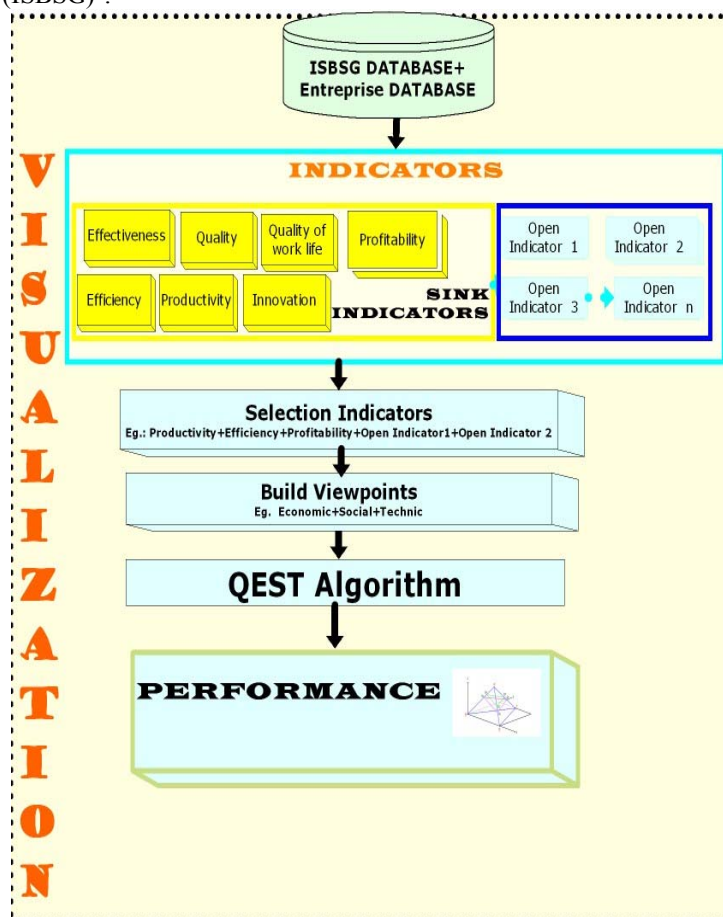 (ISBSG) .
ISBSG DATABASE+
Entreprise DATABASE
VISUALIZATION
INDICATORS
Effectiveness
Quality
Quality of
work life
Profitability
Efficiency
Productivity
Innovation
SINK
INDICATORS
Open
Indicator 1
Open
Indicator 2
Open
Indicator 3
Open
Indicator n
Selection Indicators
Eg.: Productivity+Efficiency+Profitability+Open Indicator1+Open Indicator 2
Build Viewpoints
Eg. Economic+Social+Technic
QEST Algorithm
PERFORMANCE